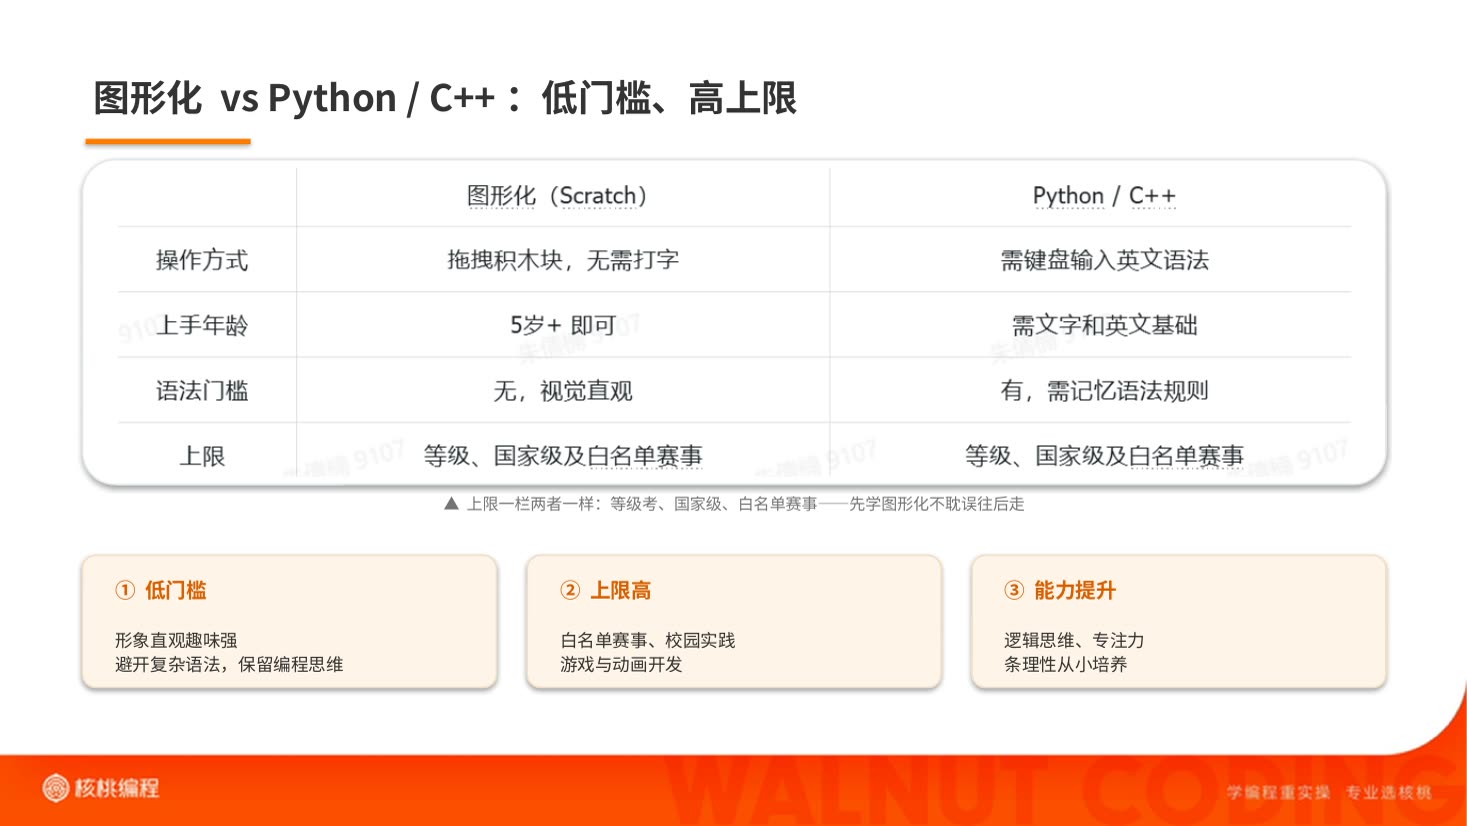 图形化 vs Python / C++ ：低门槛、高上限
图形化（Scratch） Python / C++
操作方式 拖拽积木块，无需打字 需键盘输入英文语法
上手年龄 5岁+ 即可 需文字和英文基础
语法门槛 无，视觉直观 有，需记忆语法规则
上限 等级、国家级及白名单赛事 等级、国家级及白名单赛事
▲ 上限一栏两者一样：等级考、国家级、白名单赛事——先学图形化不耽误往后走
① 低门槛
形象直观趣味强
避开复杂语法，保留编程思维
② 上限高
白名单赛事、校园实践
游戏与动画开发
③ 能力提升
逻辑思维、专注力
条理性从小培养
核桃编程
WALNUT CODING
学编程重实操 专业选核桃